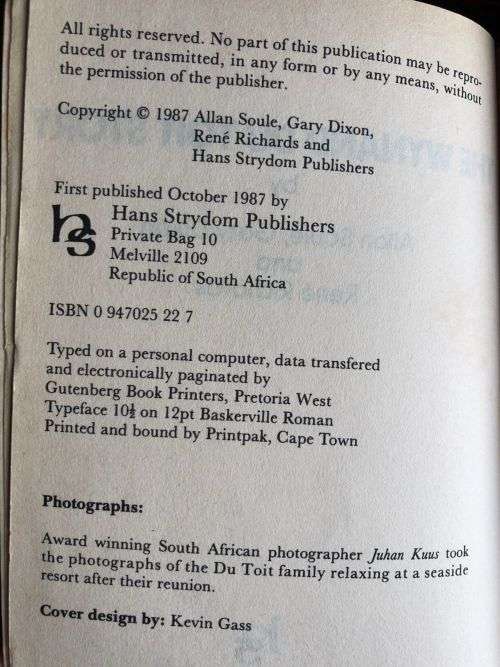 All rights reserved. No part of this publication may be repro-
duced or transmitted, in any form or by any means, without
the permission of the publisher.
Copyright © 1987 Allan Soule, Gary Dixon,
René Richards and
Hans Strydom Publishers
First published October 1987 by
hs
Hans Strydom Publishers
Private Bag 10
Melville 2109
Republic of South Africa
ISBN 0 947025 22 7
Typed on a personal computer, data transfered
and electronically paginated by
Gutenberg Book Printers, Pretoria West
Typeface 10½ on 12pt Baskerville Roman
Printed and bound by Printpak, Cape Town
Photographs:
Award winning South African photographer Juhan Kuus took
the photographs of the Du Toit family relaxing at a seaside
resort after their reunion.
Cover design by: Kevin Gass